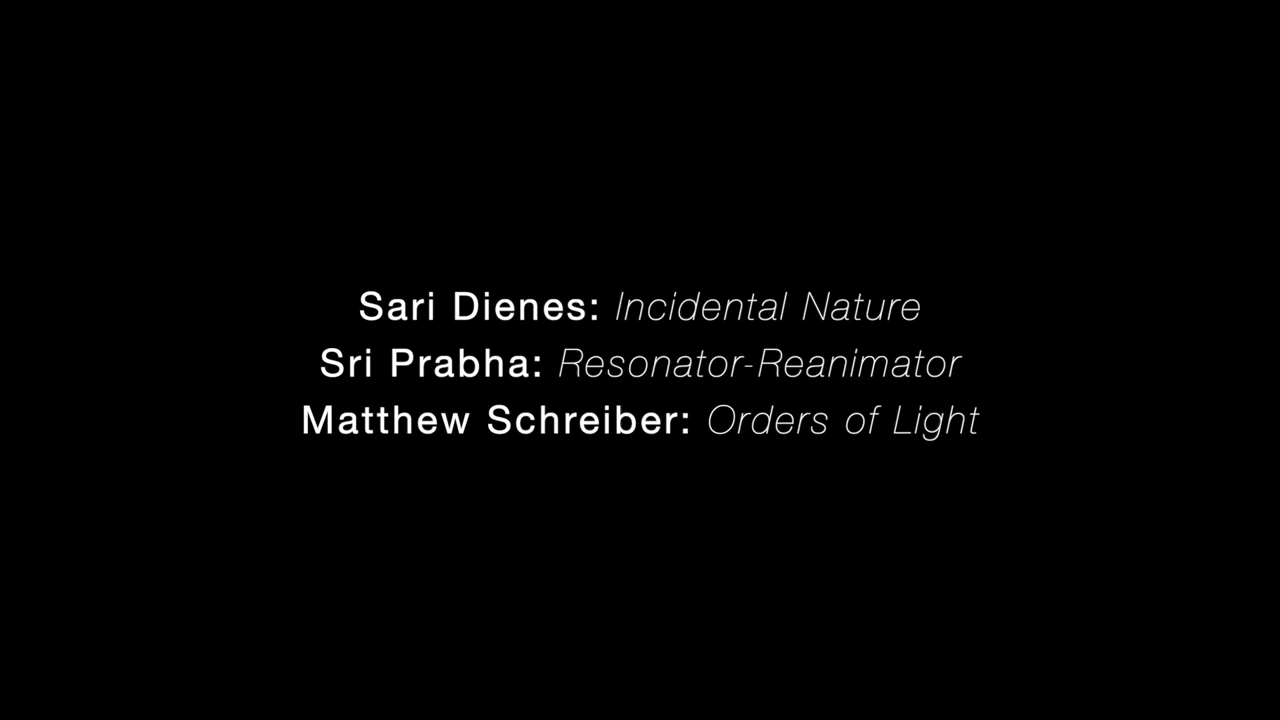 Sari Dienes: Incidental Nature
Sri Prabha: Resonator-Reanimator
Matthew Schreiber: Orders of Light